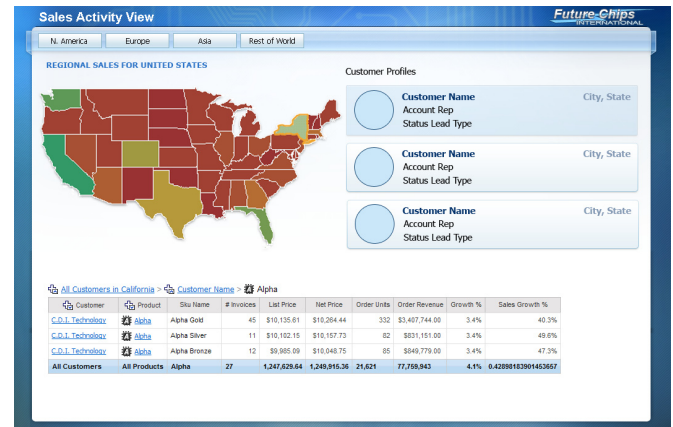 Sales Activity View
Future-Chips
INTERNATIONAL
N. America Europe Asia Rest of World
REGIONAL SALES FOR UNITED STATES
Customer Profiles
Customer Name City, State
Account Rep
Status Lead Type
Customer Name City, State
Account Rep
Status Lead Type
Customer Name City, State
Account Rep
Status Lead Type
All Customers in California > Customer Name > Alpha
Customer Product Sku Name # Invoices List Price Net Price Order Units Order Revenue Growth % Sales Growth %
C.D.I. Technology Alpha Alpha Gold 45 $10,135.61 $10,264.44 332 $3,407,744.00 3.4% 40.3%
C.D.I. Technology Alpha Alpha Silver 11 $10,102.15 $10,157.73 82 $831,151.00 3.4% 49.6%
C.D.I. Technology Alpha Alpha Bronze 12 $9,985.09 $10,048.75 85 $849,779.00 3.4% 47.3%
All Customers All Products Alpha 27 1,247,629.64 1,249,915.36 21,621 77,759,943 4.1% 0.42898183901453657